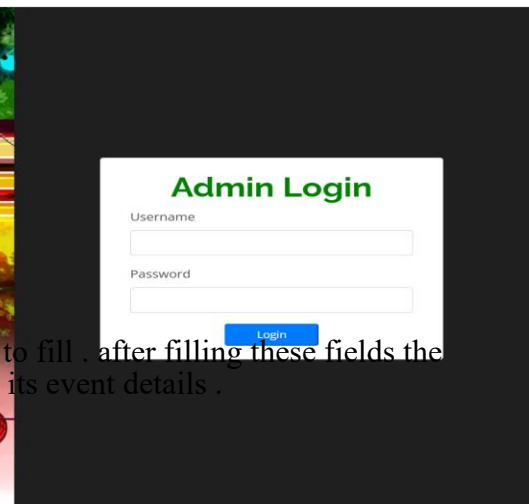 Admin Login
Username
Password
Login
to fill . after filling these fields the
its event details .